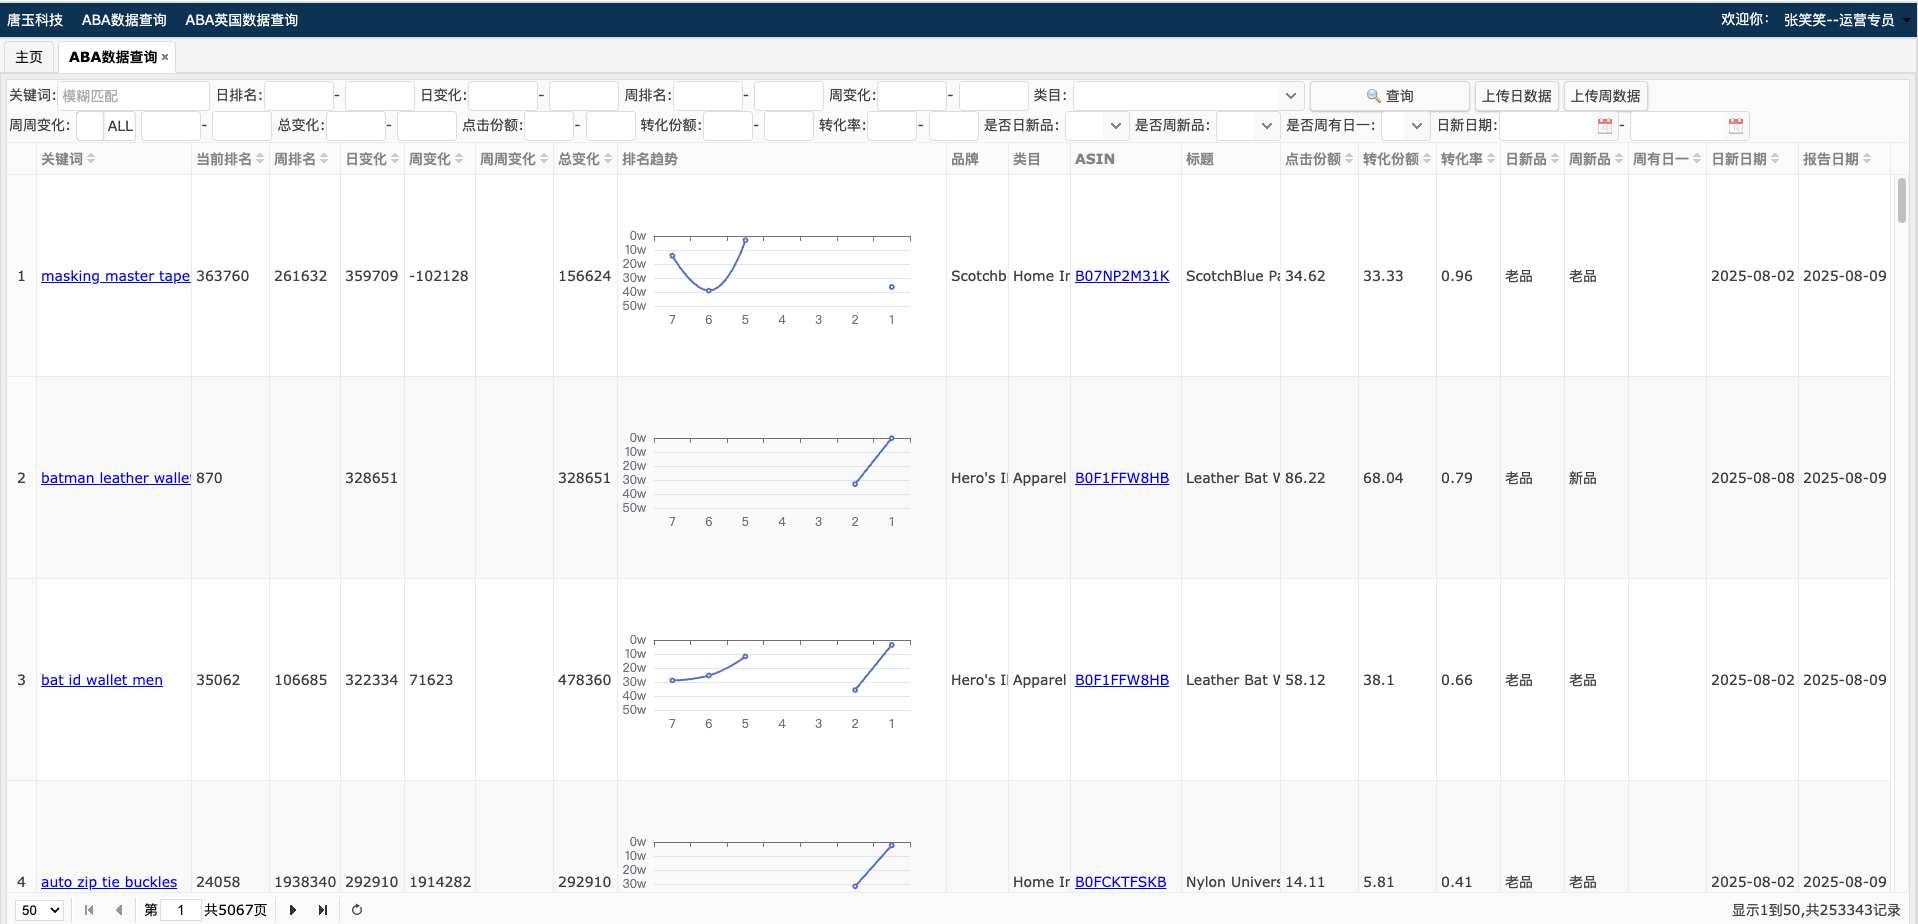 唐玉科技 ABA数据查询 ABA英国数据查询 欢迎你: 张笑笑--运营专员
主页 ABA数据查询 ×
关键词: 模糊匹配 日排名: - 日变化: - 周排名: - 周变化: - 类目: 查询 上传日数据 上传周数据
周周变化: ALL - 总变化: - 点击份额: - 转化份额: - 转化率: - 是否日新品: 是否周新品: 是否周有日一: 日新日期: -
关键词 当前排名 周排名 日变化 周变化 周周变化 总变化 排名趋势 品牌 类目 ASIN 标题 点击份额 转化份额 转化率 日新品 周新品 周有日一 日新日期 报告日期
1 masking master tape 363760 261632 359709 -102128 156624 Scotchb Home Ir B07NP2M31K ScotchBlue Pa 34.62 33.33 0.96 老品 老品 2025-08-02 2025-08-09
0w
10w
20w
30w
40w
50w
7 6 5 4 3 2 1
2 batman leather walle 870 328651 328651 Hero's I Apparel B0F1FFW8HB Leather Bat W 86.22 68.04 0.79 老品 新品 2025-08-08 2025-08-09
0w
10w
20w
30w
40w
50w
7 6 5 4 3 2 1
3 bat id wallet men 35062 106685 322334 71623 478360 Hero's I Apparel B0F1FFW8HB Leather Bat W 58.12 38.1 0.66 老品 老品 2025-08-02 2025-08-09
0w
10w
20w
30w
40w
50w
7 6 5 4 3 2 1
4 auto zip tie buckles 24058 1938340 292910 1914282 292910 Home Ir B0FCKTFSKB Nylon Univers 14.11 5.81 0.41 老品 老品 2025-08-02 2025-08-09
0w
10w
20w
30w
50 第 1 共5067页 显示1到50,共253343记录